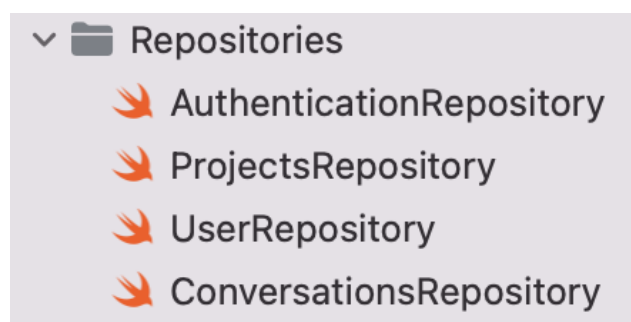 Repositories
AuthenticationRepository
ProjectsRepository
UserRepository
ConversationsRepository